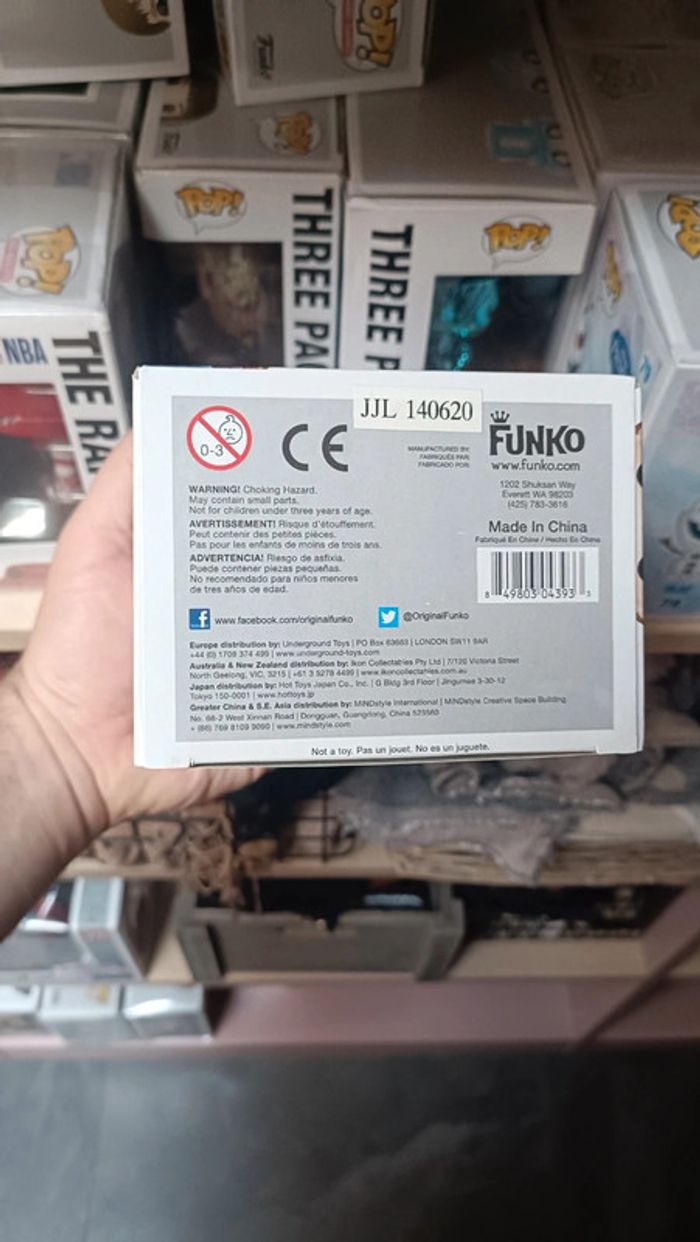 POP!
Funko
POP!
POP!
POP!
POP!
THREE PA
THREE P
NBA
THE RA
JJL 140620
0-3
CE
MANUFACTURED BY:
FABRIQUÉS PAR:
FABRICADO POR:
FUNKO
www.funko.com
1202 Shuksan Way
Everett WA 98203
(425) 783-3616
Made In China
Fabriqué En Chine / Hecho En China
8 49803 04393 3
WARNING! Choking Hazard.
May contain small parts.
Not for children under three years of age.
AVERTISSEMENT! Risque d'étouffement.
Peut contenir des petites pièces.
Pas pour les enfants de moins de trois ans.
ADVERTENCIA! Riesgo de asfixia.
Puede contener piezas pequeñas.
No recomendado para niños menores
de tres años de edad.
www.facebook.com/originalfunko
@OriginalFunko
Europe distribution by: Underground Toys | PO Box 63663 | LONDON SW11 9AR
+44 (0) 1708 374 495 | www.underground-toys.com
Australia & New Zealand distribution by: Ikon Collectables Pty Ltd | 7/120 Victoria Street
North Geelong, VIC, 3215 | +61 3 5278 4499 | www.ikoncollectables.com.au
Japan distribution by: Hot Toys Japan Co., Inc. | G Bldg 3rd Floor | Jingumae 3-30-12
Tokyo 150-0001 | www.hottoys.jp
Greater China & S.E. Asia distribution by: MINDstyle International | MINDstyle Creative Space Building
No. 68-2 West Xinnan Road | Dongguan, Guangdong, China 523560
+ (86) 769 8109 9090 | www.mindstyle.com
Not a toy. Pas un jouet. No es un juguete.